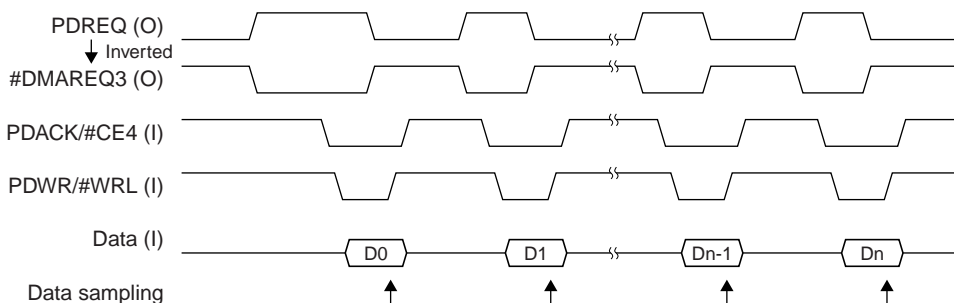 PDREQ (O)
Inverted
#DMAREQ3 (O)
PDACK/#CE4 (I)
PDWR/#WRL (I)
Data (I) D0 D1 Dn-1 Dn
Data sampling